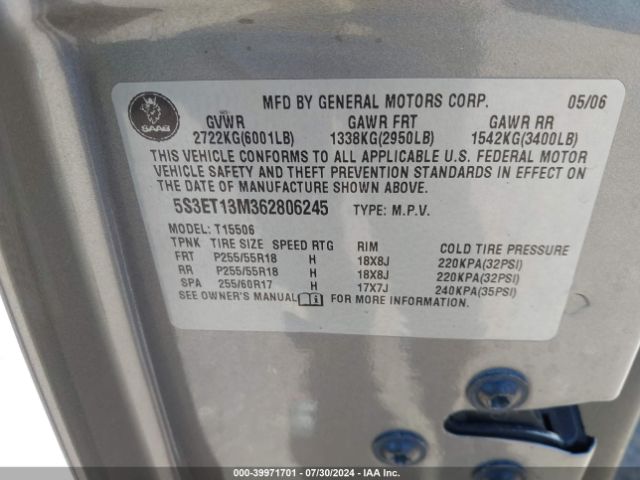 SAAB
MFD BY GENERAL MOTORS CORP. 05/06
GVWR GAWR FRT GAWR RR
2722KG(6001LB) 1338KG(2950LB) 1542KG(3400LB)
THIS VEHICLE CONFORMS TO ALL APPLICABLE U.S. FEDERAL MOTOR
VEHICLE SAFETY AND THEFT PREVENTION STANDARDS IN EFFECT ON
THE DATE OF MANUFACTURE SHOWN ABOVE.
5S3ET13M362806245 TYPE: M.P.V.
MODEL: T15506
TPNK TIRE SIZE SPEED RTG RIM COLD TIRE PRESSURE
FRT P255/55R18 H 18X8J 220KPA(32PSI)
RR P255/55R18 H 18X8J 220KPA(32PSI)
SPA 255/60R17 H 17X7J 240KPA(35PSI)
SEE OWNER'S MANUAL FOR MORE INFORMATION.
000-39971701 - 07/30/2024 - IAA Inc.